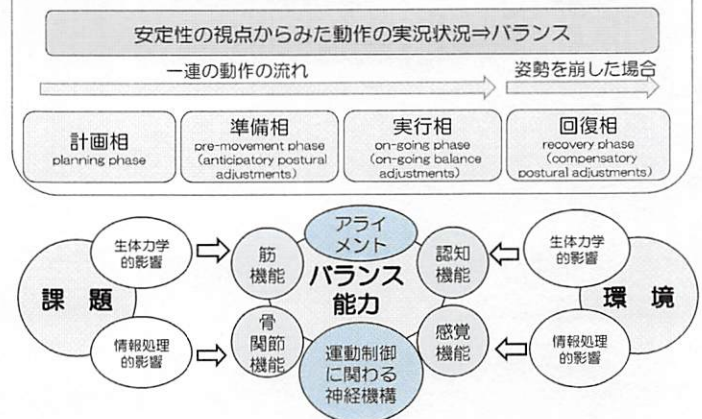 安定性の視点からみた動作の実況状況⇒バランス
一連の動作の流れ
姿勢を崩した場合
計画相
planning phase
準備相
pre-movement phase
(anticipatory postural
adjustments)
実行相
on-going phase
(on-going balance
adjustments)
回復相
recovery phase
(compensatory
postural adjustments)
課 題
生体力学
的影響
情報処理
的影響
筋
機能
骨
関節
機能
アライ
メント
バランス
能力
運動制御
に関わる
神経機構
認知
機能
感覚
機能
生体力学
的影響
情報処理
的影響
環 境